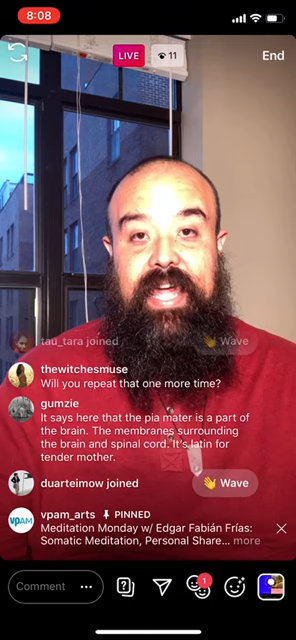 8:08
LIVE
11
End
tau_tara joined
Wave
thewitchesmuse
Will you repeat that one more time?
gumzie
It says here that the pia mater is a part
of the brain. The membranes surrounding
the brain and spinal cord. It's latin for
tender mother.
duarteimow joined
Wave
vpam_arts PINNED
VPAM
Meditation Monday w/ Edgar Fabián Frías:
Somatic Meditation, Personal Share... more
Comment
1